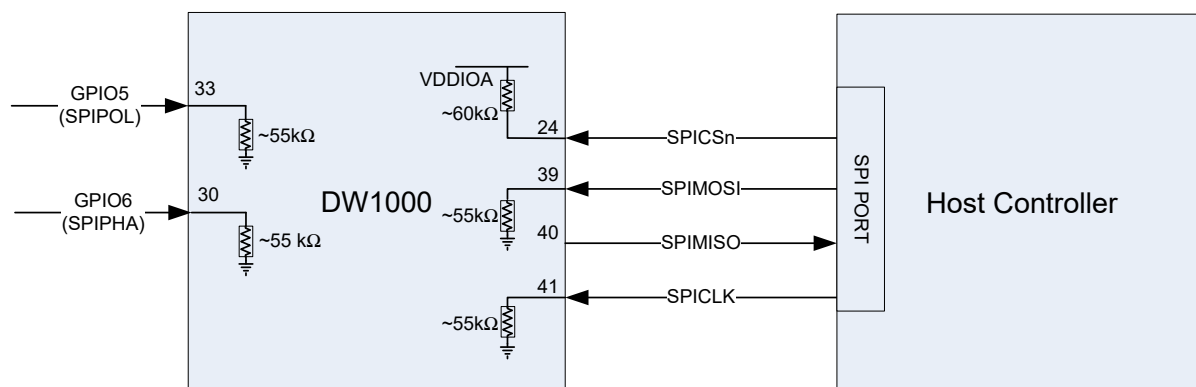 GPIO5
(SPIPOL)
33
~55kΩ
GPIO6
(SPIPHA)
30
~55 kΩ
DW1000
VDDIOA
~60kΩ
24
SPICSn
39
SPIMOSI
~55kΩ
40
SPIMISO
41
SPICLK
~55kΩ
SPI PORT
Host Controller